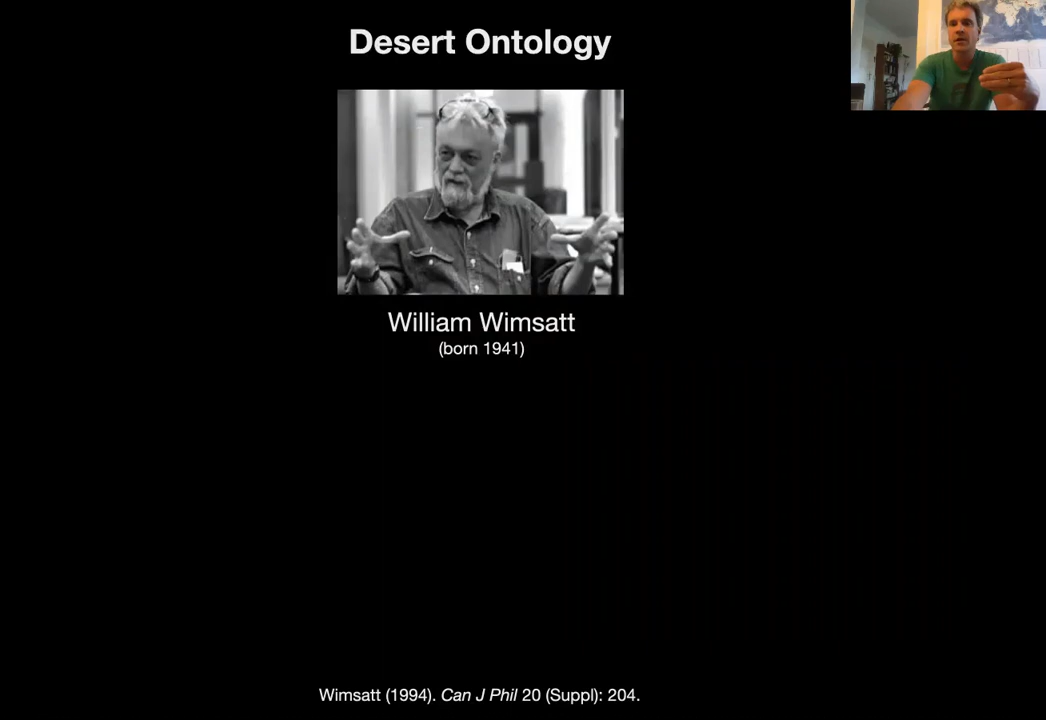 Desert Ontology
William Wimsatt
(born 1941)
Wimsatt (1994). Can J Phil 20 (Suppl): 204.